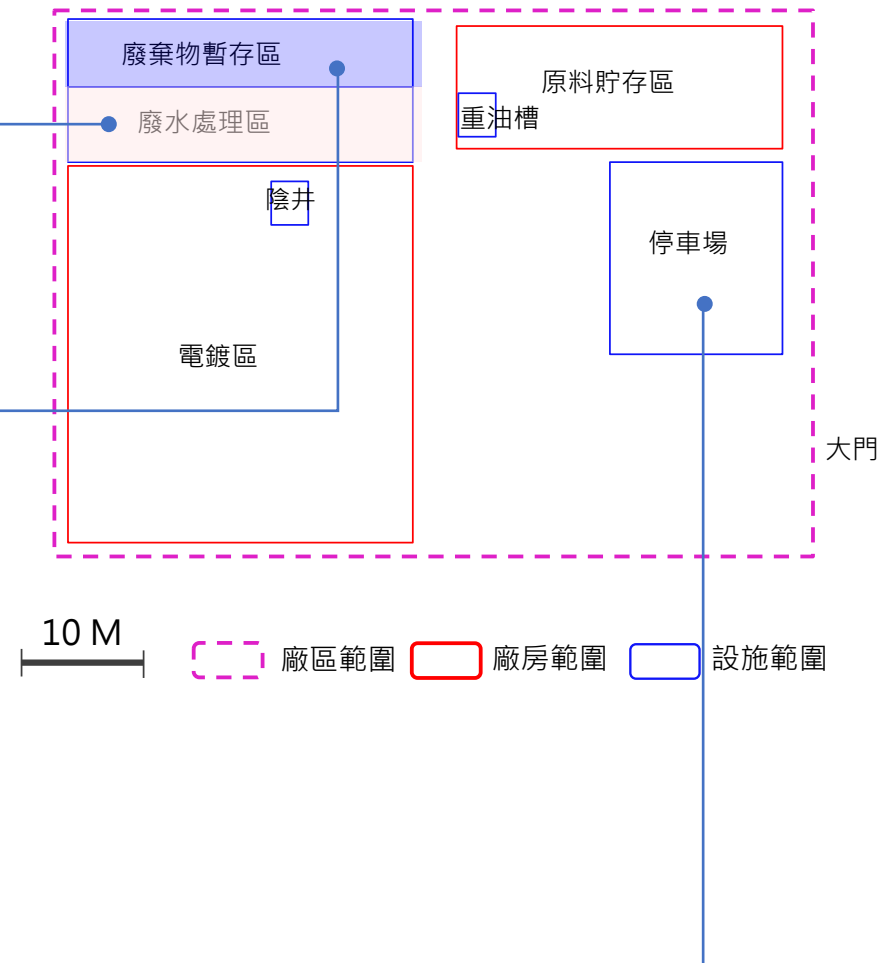 廢棄物暫存區
原料貯存區
廢水處理區
重油槽
陰井
停車場
電鍍區
大門
10 M
廠區範圍
廠房範圍
設施範圍